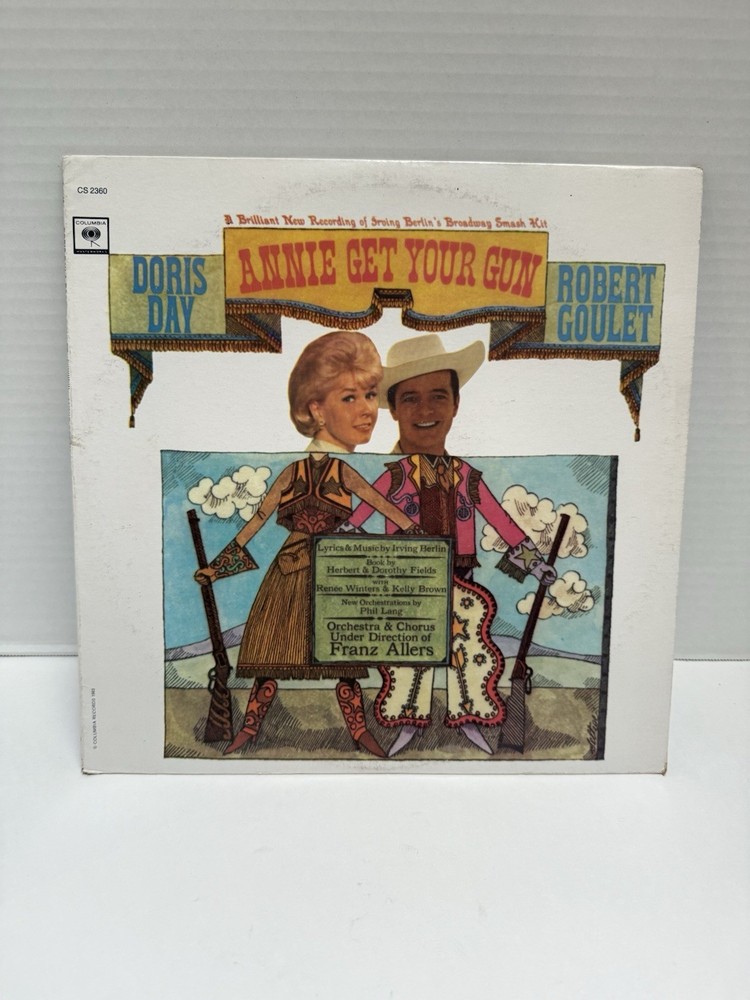 CS 2360
COLUMBIA
A Brilliant New Recording of Irving Berlin's Broadway Smash Hit
ANNIE GET YOUR GUN
DORIS
DAY
ROBERT
GOULET
Lyrics & Music by Irving Berlin
Book by
Herbert & Dorothy Fields
with
Renée Winters & Kelly Brown
New Orchestrations by
Phil Lang
Orchestra & Chorus
Under Direction of
Franz Allers